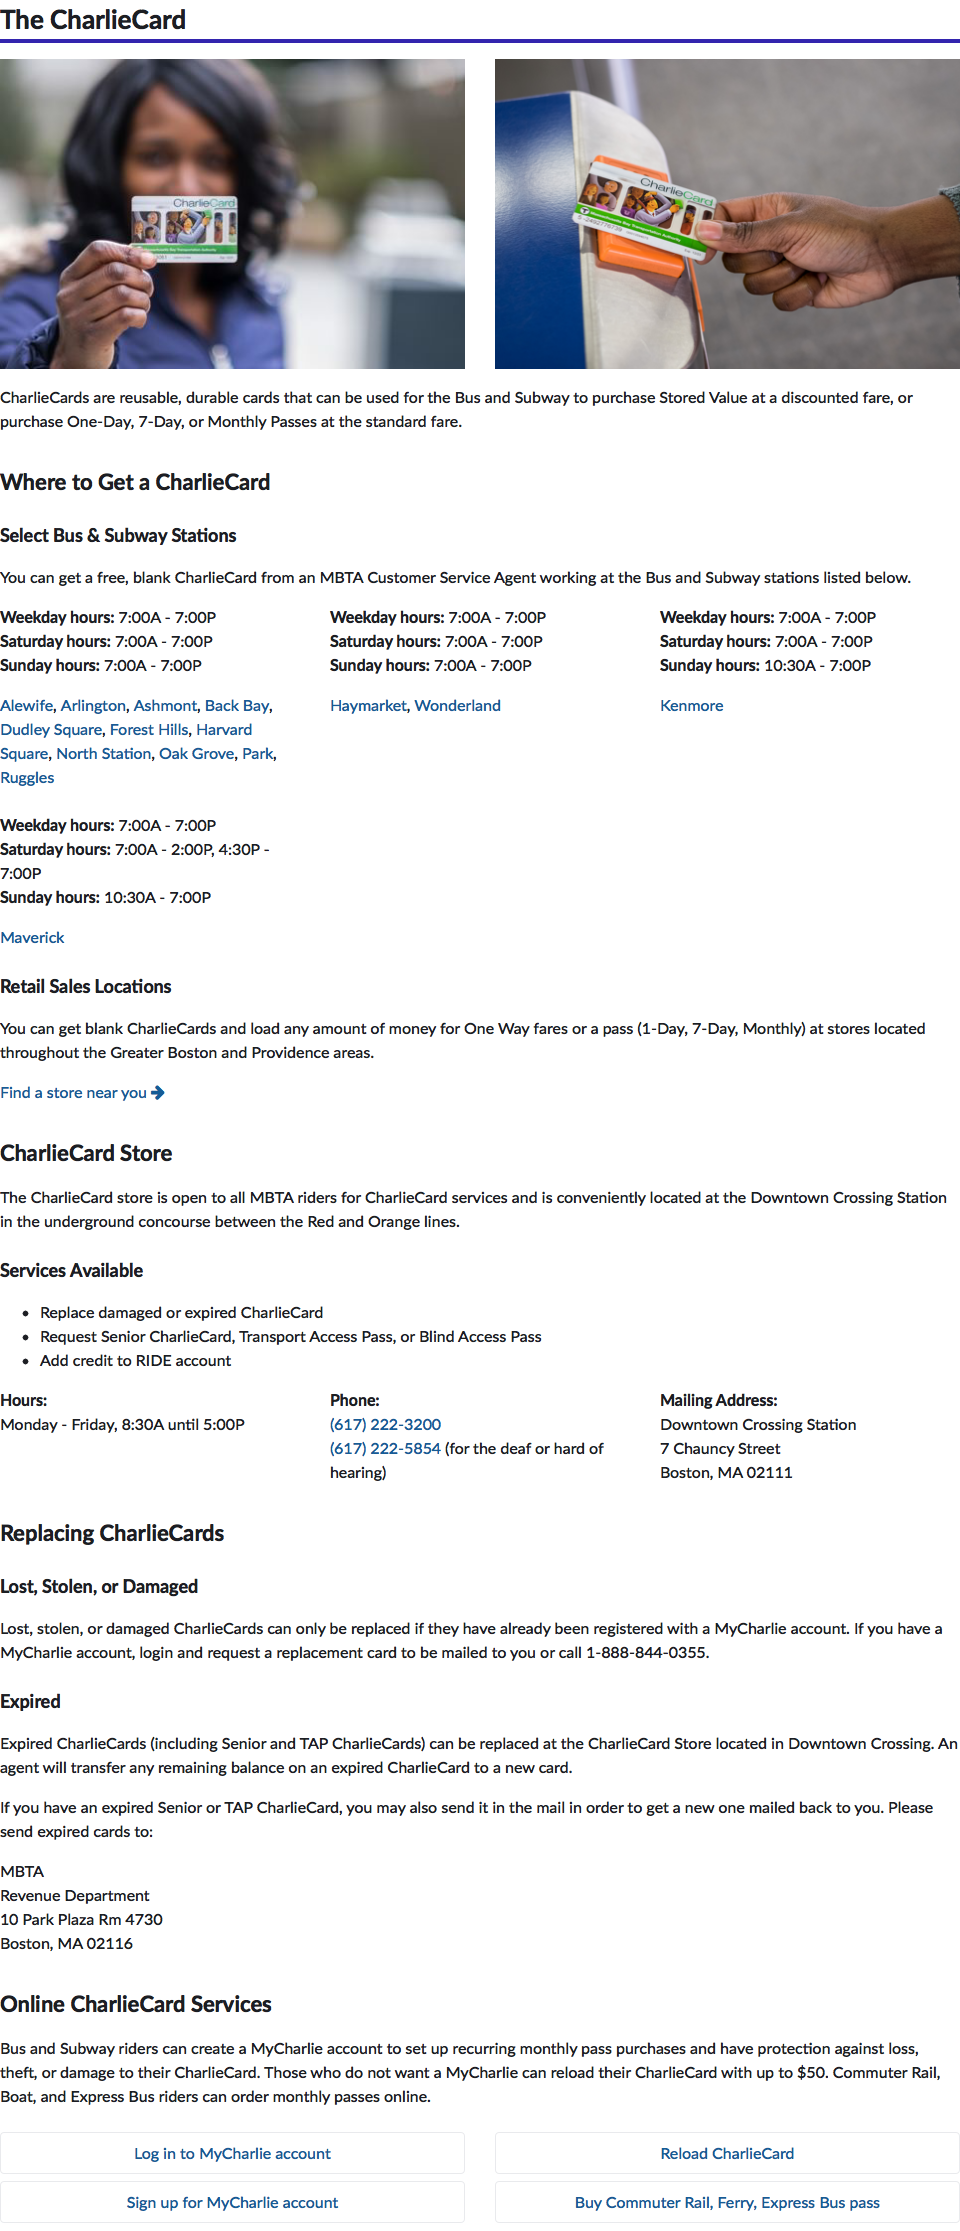 The CharlieCard
CharlieCard
Massachusetts Bay Transportation Authority
CharlieCard
Massachusetts Bay Transportation Authority
CharlieCards are reusable, durable cards that can be used for the Bus and Subway to purchase Stored Value at a discounted fare, or
purchase One-Day, 7-Day, or Monthly Passes at the standard fare.
Where to Get a CharlieCard
Select Bus & Subway Stations
You can get a free, blank CharlieCard from an MBTA Customer Service Agent working at the Bus and Subway stations listed below.
Weekday hours: 7:00A - 7:00P
Saturday hours: 7:00A - 7:00P
Sunday hours: 7:00A - 7:00P
Alewife, Arlington, Ashmont, Back Bay,
Dudley Square, Forest Hills, Harvard
Square, North Station, Oak Grove, Park,
Ruggles
Weekday hours: 7:00A - 7:00P
Saturday hours: 7:00A - 7:00P
Sunday hours: 7:00A - 7:00P
Haymarket, Wonderland
Weekday hours: 7:00A - 7:00P
Saturday hours: 7:00A - 7:00P
Sunday hours: 10:30A - 7:00P
Kenmore
Weekday hours: 7:00A - 7:00P
Saturday hours: 7:00A - 2:00P, 4:30P -
7:00P
Sunday hours: 10:30A - 7:00P
Maverick
Retail Sales Locations
You can get blank CharlieCards and load any amount of money for One Way fares or a pass (1-Day, 7-Day, Monthly) at stores located
throughout the Greater Boston and Providence areas.
Find a store near you
CharlieCard Store
The CharlieCard store is open to all MBTA riders for CharlieCard services and is conveniently located at the Downtown Crossing Station
in the underground concourse between the Red and Orange lines.
Services Available
• Replace damaged or expired CharlieCard
• Request Senior CharlieCard, Transport Access Pass, or Blind Access Pass
• Add credit to RIDE account
Hours:
Monday - Friday, 8:30A until 5:00P
Phone:
(617) 222-3200
(617) 222-5854 (for the deaf or hard of
hearing)
Mailing Address:
Downtown Crossing Station
7 Chauncy Street
Boston, MA 02111
Replacing CharlieCards
Lost, Stolen, or Damaged
Lost, stolen, or damaged CharlieCards can only be replaced if they have already been registered with a MyCharlie account. If you have a
MyCharlie account, login and request a replacement card to be mailed to you or call 1-888-844-0355.
Expired
Expired CharlieCards (including Senior and TAP CharlieCards) can be replaced at the CharlieCard Store located in Downtown Crossing. An
agent will transfer any remaining balance on an expired CharlieCard to a new card.
If you have an expired Senior or TAP CharlieCard, you may also send it in the mail in order to get a new one mailed back to you. Please
send expired cards to:
MBTA
Revenue Department
10 Park Plaza Rm 4730
Boston, MA 02116
Online CharlieCard Services
Bus and Subway riders can create a MyCharlie account to set up recurring monthly pass purchases and have protection against loss,
theft, or damage to their CharlieCard. Those who do not want a MyCharlie can reload their CharlieCard with up to $50. Commuter Rail,
Boat, and Express Bus riders can order monthly passes online.
Log in to MyCharlie account
Reload CharlieCard
Sign up for MyCharlie account
Buy Commuter Rail, Ferry, Express Bus pass